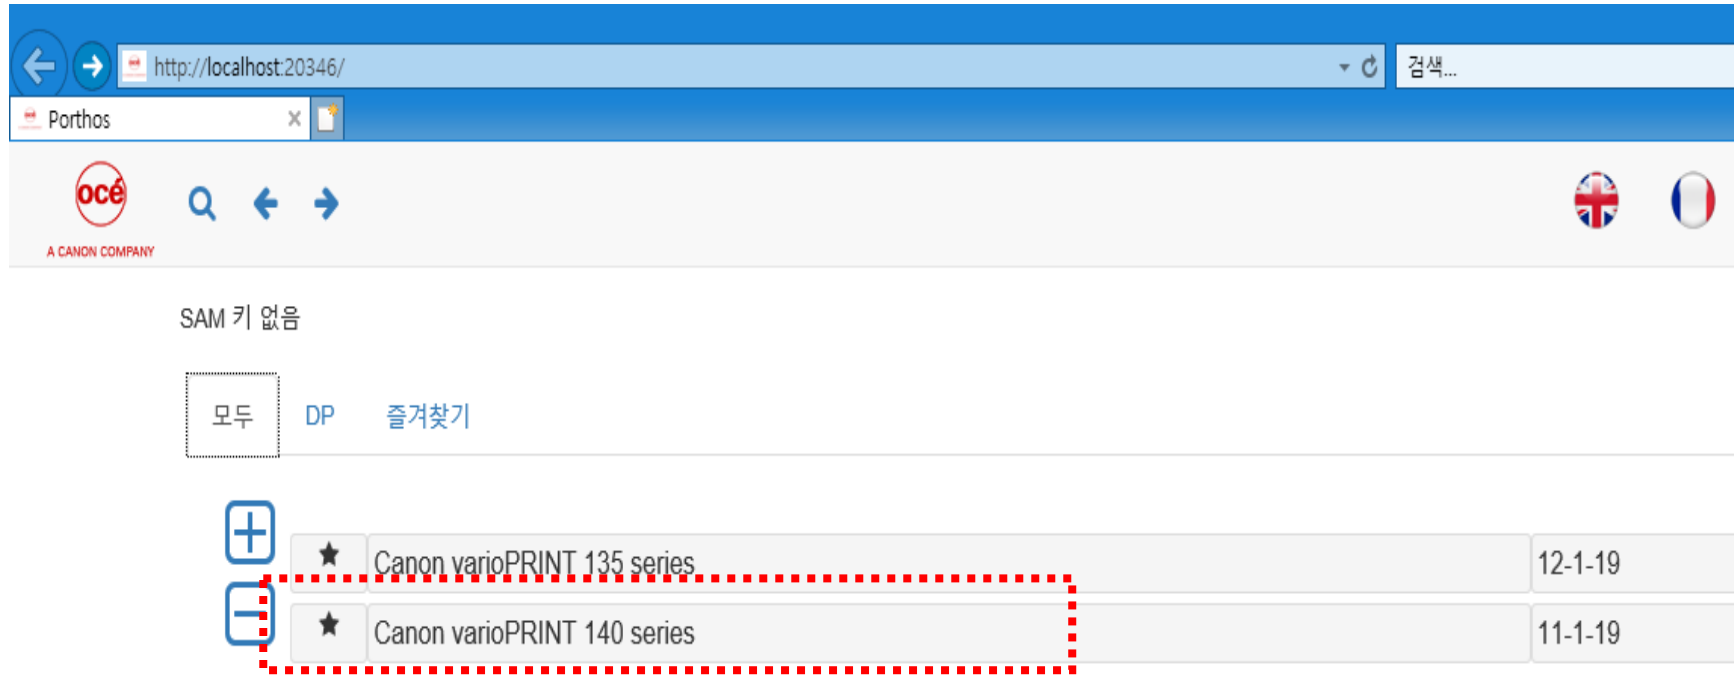 http://localhost:20346/
검색...
Porthos
océ
A CANON COMPANY
SAM 키 없음
모두 DP 즐겨찾기
Canon varioPRINT 135 series 12-1-19
Canon varioPRINT 140 series 11-1-19